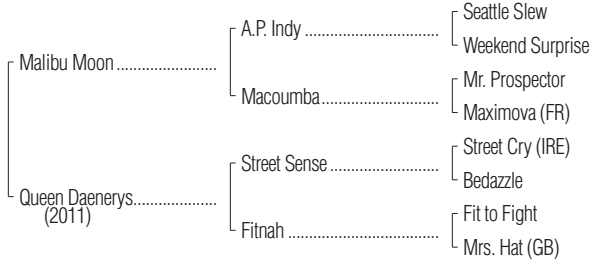 Seattle Slew
A.P. Indy ........................
Weekend Surprise
Malibu Moon ........................
Mr. Prospector
Macoumba........................
Maximova (FR)
Street Cry (IRE)
Street Sense ........................
Bedazzle
Queen Daenerys....................
(2011)
Fit to Fight
Fitnah ........................
Mrs. Hat (GB)